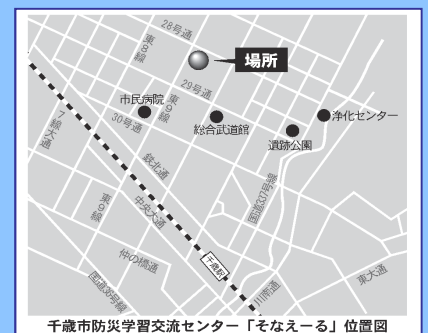 28号通
東8線
場所
29号通
市民病院
東9線
30号通
総合武道館
浄化センター
遺跡公園
7線大通
鉄北通
国道337号線
東9線
中央大通
千歳駅
仲の橋通
国道36号線
川南通
東大通
千歳市防災学習交流センター「そなえーる」位置図